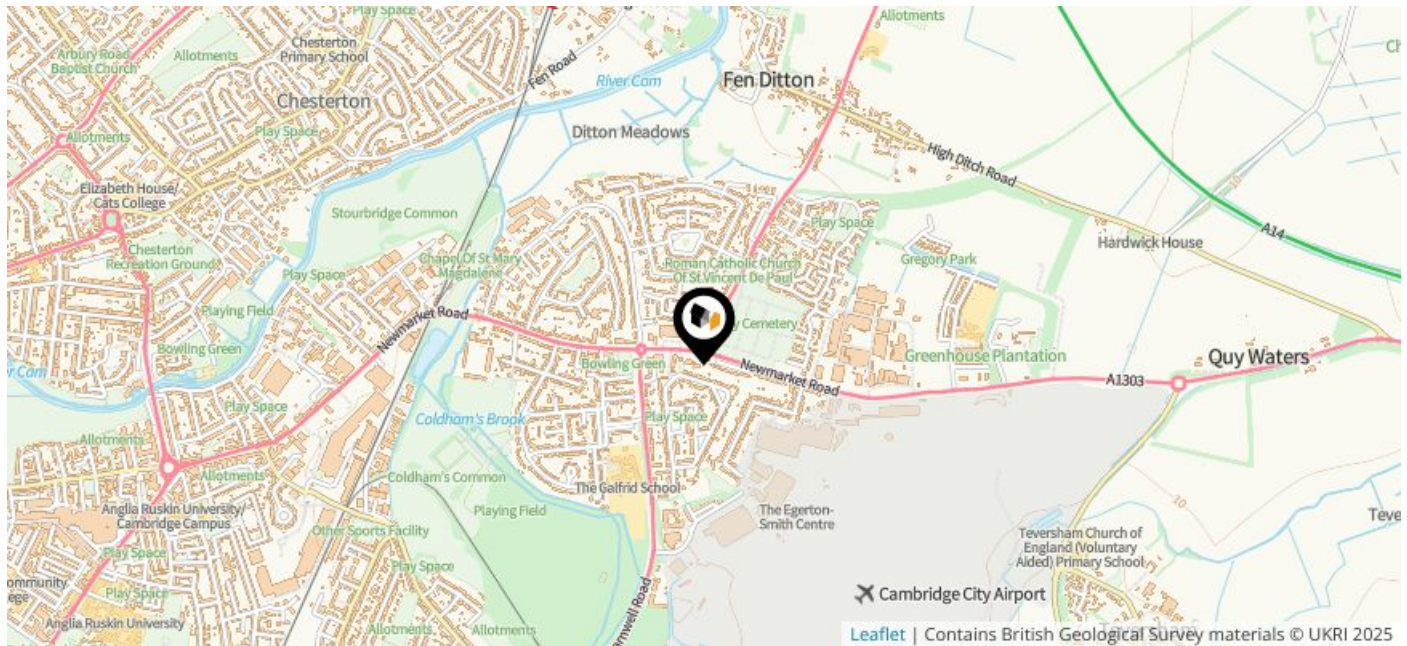 Allotments
Arbury Road
Baptist Church
Allotments
Chesterton
Primary School
Fen Road
River Cam
Fen Ditton
Chesterton
Play Space
Ditton Meadows
Allotments
High Ditch Road
Elizabeth House/
Cats College
Play Space
Stourbridge Common
Play Space
A14
Hardwick House
Chesterton
Recreation Ground
Chapel Of St Mary
Magdalene
Roman Catholic Church
Of St Vincent De Paul
Gregory Park
Play Space
Playing Field
Newmarket Road
Cemetery
Bowling Green
Bowling Green
Newmarket Road
Greenhouse Plantation
Quy Waters
A1303
Play Space
Coldham's Brook
Play Space
Allotments
Allotments
Coldham's Common
The Galfrid School
10
Anglia Ruskin University/
Cambridge Campus
Playing Field
The Egerton-
Smith Centre
Other Sports Facility
Teversham Church of
England (Voluntary
Aided) Primary School
Play Space
Play Space
Play Space
Cambridge City Airport
Anglia Ruskin University
Allotments
Allotments
Road
Teversham
Leaflet | Contains British Geological Survey materials © UKRI 2025